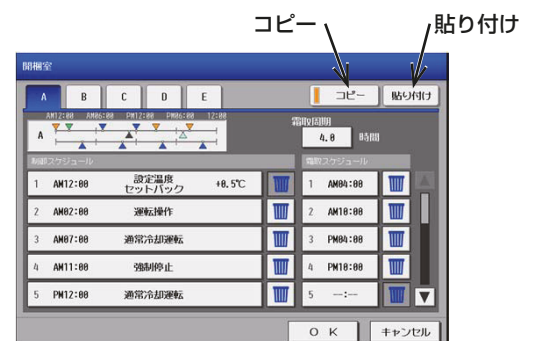 コピー
貼り付け
開梱室
A B C D E
コピー 貼り付け
AM12:00 AM06:00 PM12:00 PM06:00 12:00
霜取周期
A
4.0 時間
制御スケジュール
霜取スケジュール
1 AM12:00 設定温度 セットバック +0.5℃
1 AM04:00
2 AM02:00 運転操作
2 AM10:00
3 AM07:00 通常冷却運転
3 PM04:00
4 AM11:00 強制停止
4 PM10:00
5 PM12:00 通常冷却運転
5 --:--
OK キャンセル